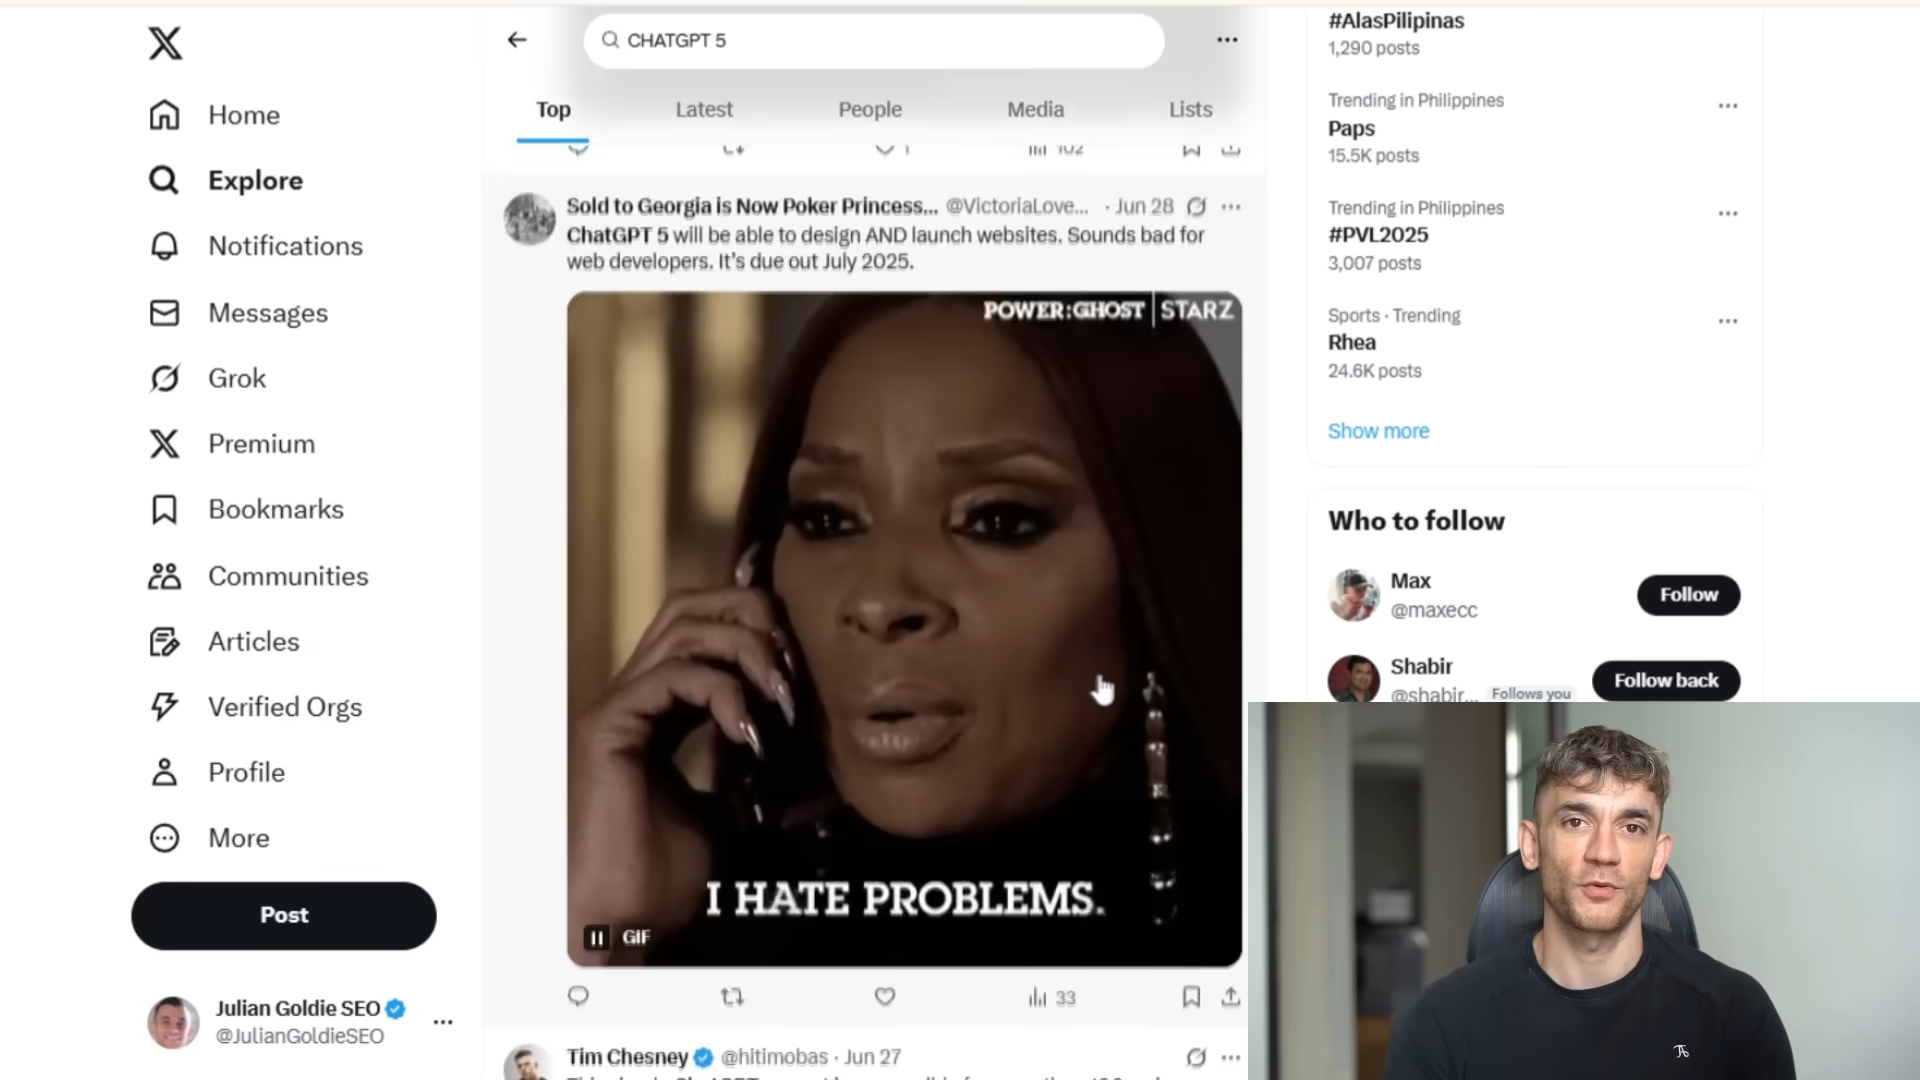 Home
Explore
Notifications
Messages
Grok
Premium
Bookmarks
Communities
Articles
Verified Orgs
Profile
More
Post
Julian Goldie SEO
@JulianGoldieSEO
CHATGPT 5
Top Latest People Media Lists
102
Sold to Georgia is Now Poker Princess... @VictoriaLove... · Jun 28
ChatGPT 5 will be able to design AND launch websites. Sounds bad for
web developers. It's due out July 2025.
POWER:GHOST | STARZ
I HATE PROBLEMS.
GIF
33
Tim Chesney @hitimobas · Jun 27
#AlasPilipinas
1,290 posts
Trending in Philippines
Paps
15.5K posts
Trending in Philippines
#PVL2025
3,007 posts
Sports · Trending
Rhea
24.6K posts
Show more
Who to follow
Max
@maxecc
Follow
Shabir
@shabir... Follows you
Follow back